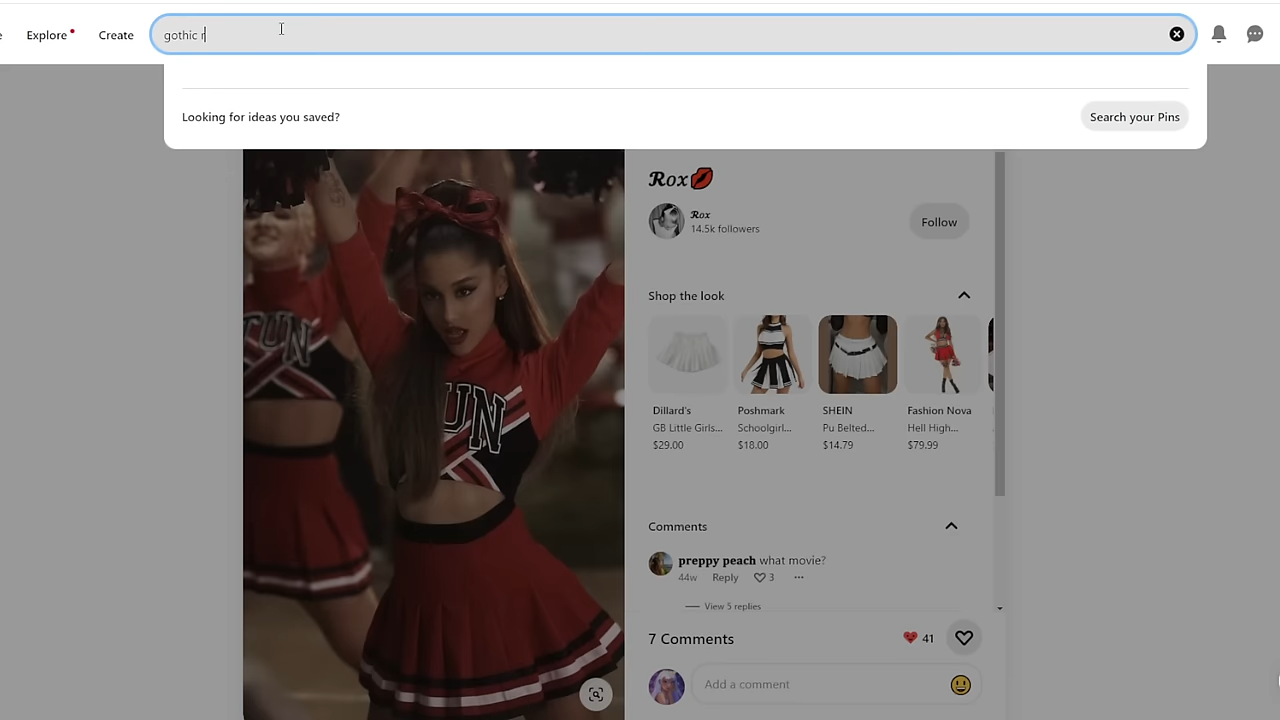 Explore
Create
gothic r
Looking for ideas you saved?
Search your Pins
Rox
Rox
14.5k followers
Follow
Shop the look
Dillard's
GB Little Girls...
$29.00
Poshmark
Schoolgirl...
$18.00
SHEIN
Pu Belted...
$14.79
Fashion Nova
Hell High...
$79.99
TUN
UN
Comments
preppy peach what movie?
44w
Reply
3
View 5 replies
7 Comments
41
Add a comment